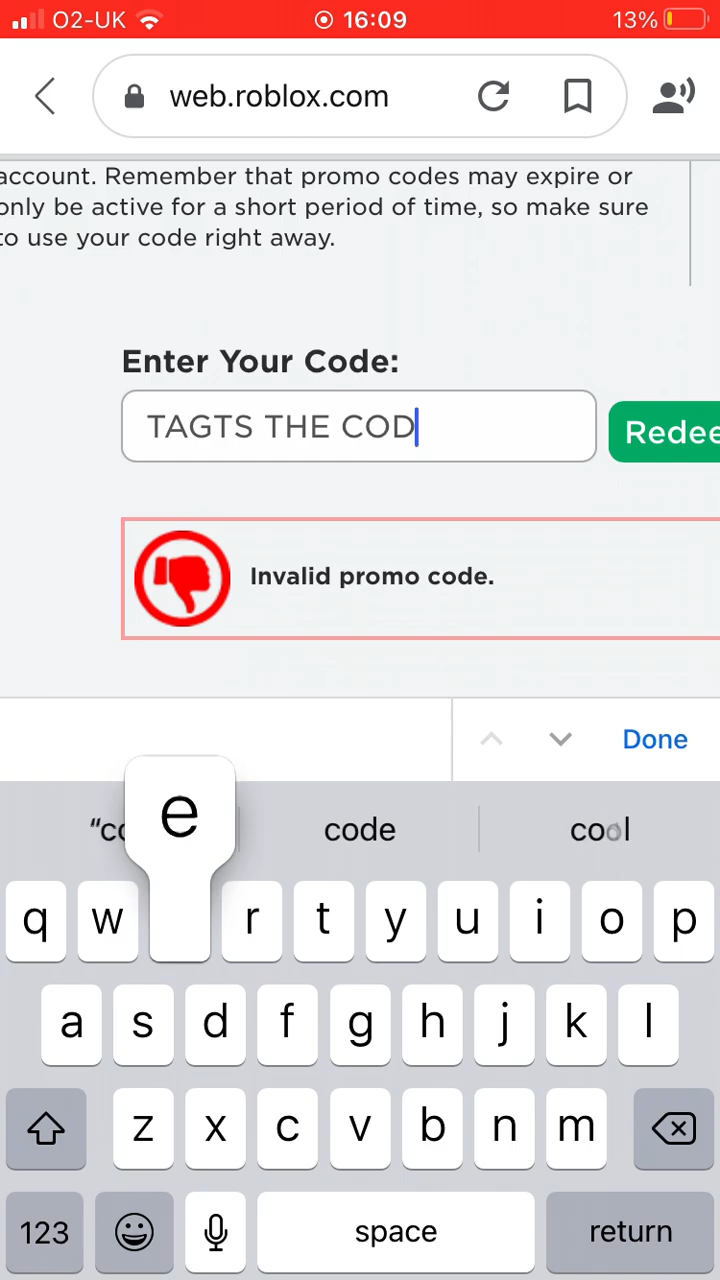 O2-UK 16:09 13%
web.roblox.com
account. Remember that promo codes may expire or
only be active for a short period of time, so make sure
to use your code right away.
Enter Your Code:
TAGTS THE COD
Redee
Invalid promo code.
Done
“co e code cool
q w r t y u i o p
a s d f g h j k l
z x c v b n m
123 space return